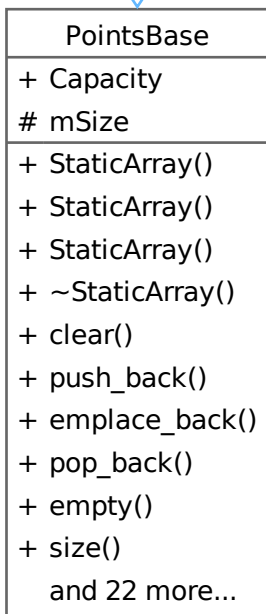 PointsBase
+ Capacity
# mSize
+ StaticArray()
+ StaticArray()
+ StaticArray()
+ ~StaticArray()
+ clear()
+ push_back()
+ emplace_back()
+ pop_back()
+ empty()
+ size()
and 22 more...